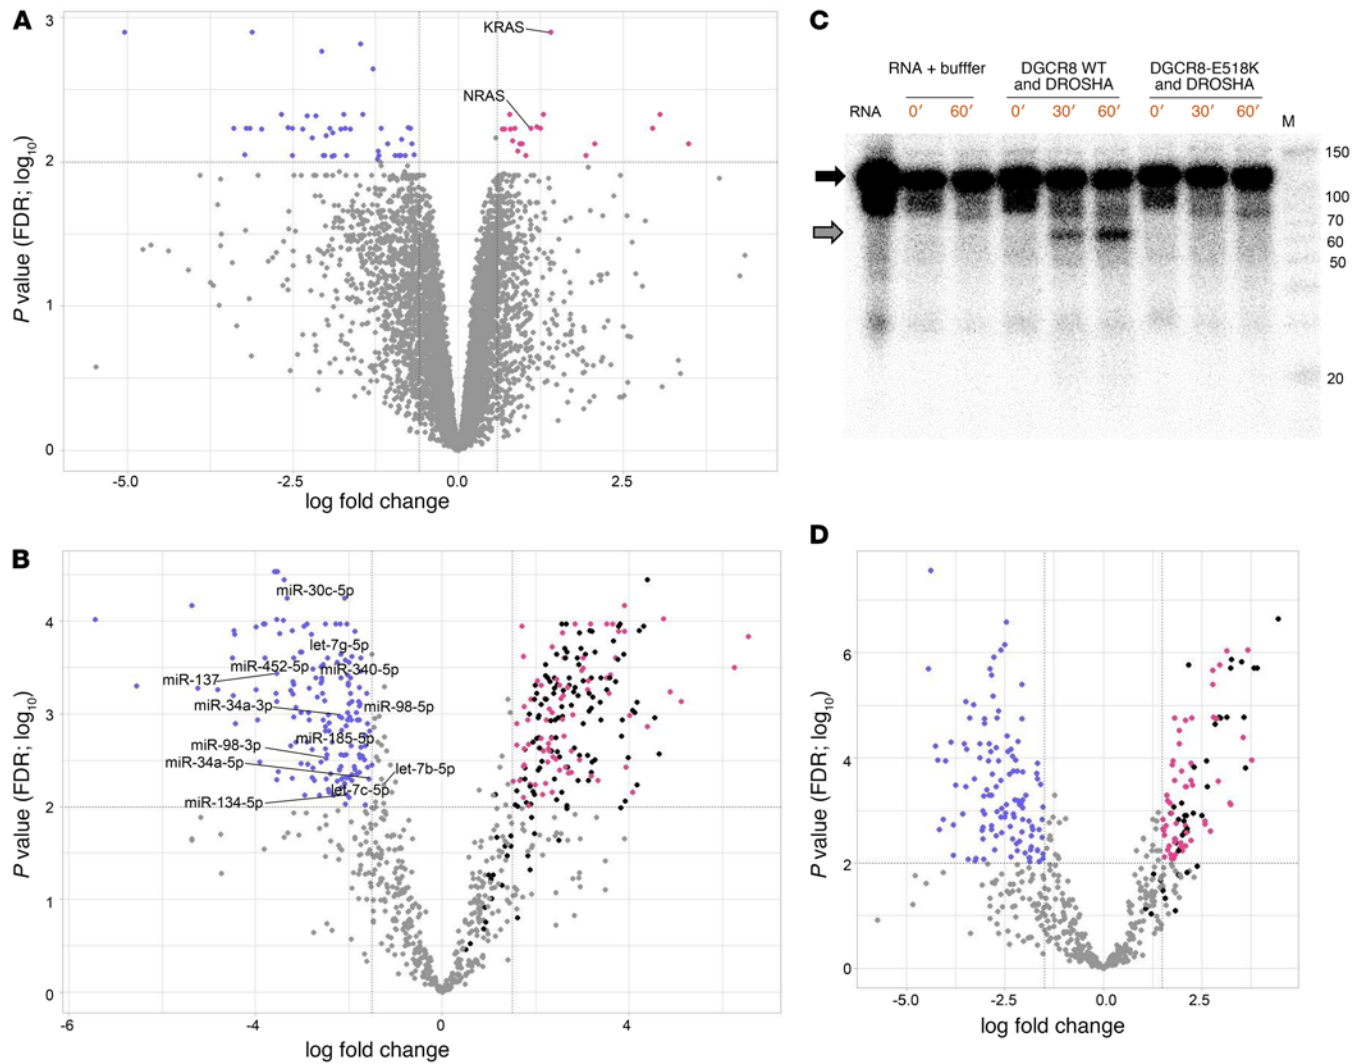 A
3
2
1
0
P value (FDR; log10)
KRAS
NRAS
-5.0
-2.5
0.0
2.5
log fold change
C
RNA + bufffer
DGCR8 WT
and DROSHA
DGCR8-E518K
and DROSHA
RNA
0′ 60′ 0′ 30′ 60′ 0′ 30′ 60′
M
150
100
70
60
50
20
B
4
3
2
1
0
P value (FDR; log10)
miR-30c-5p
let-7g-5p
miR-452-5p
miR-340-5p
miR-137
miR-34a-3p
miR-98-5p
miR-185-5p
miR-98-3p
miR-34a-5p
let-7b-5p
let-7c-5p
miR-134-5p
-6
-4
0
4
log fold change
D
6
4
2
0
P value (FDR; log10)
-5.0
-2.5
0.0
2.5
log fold change